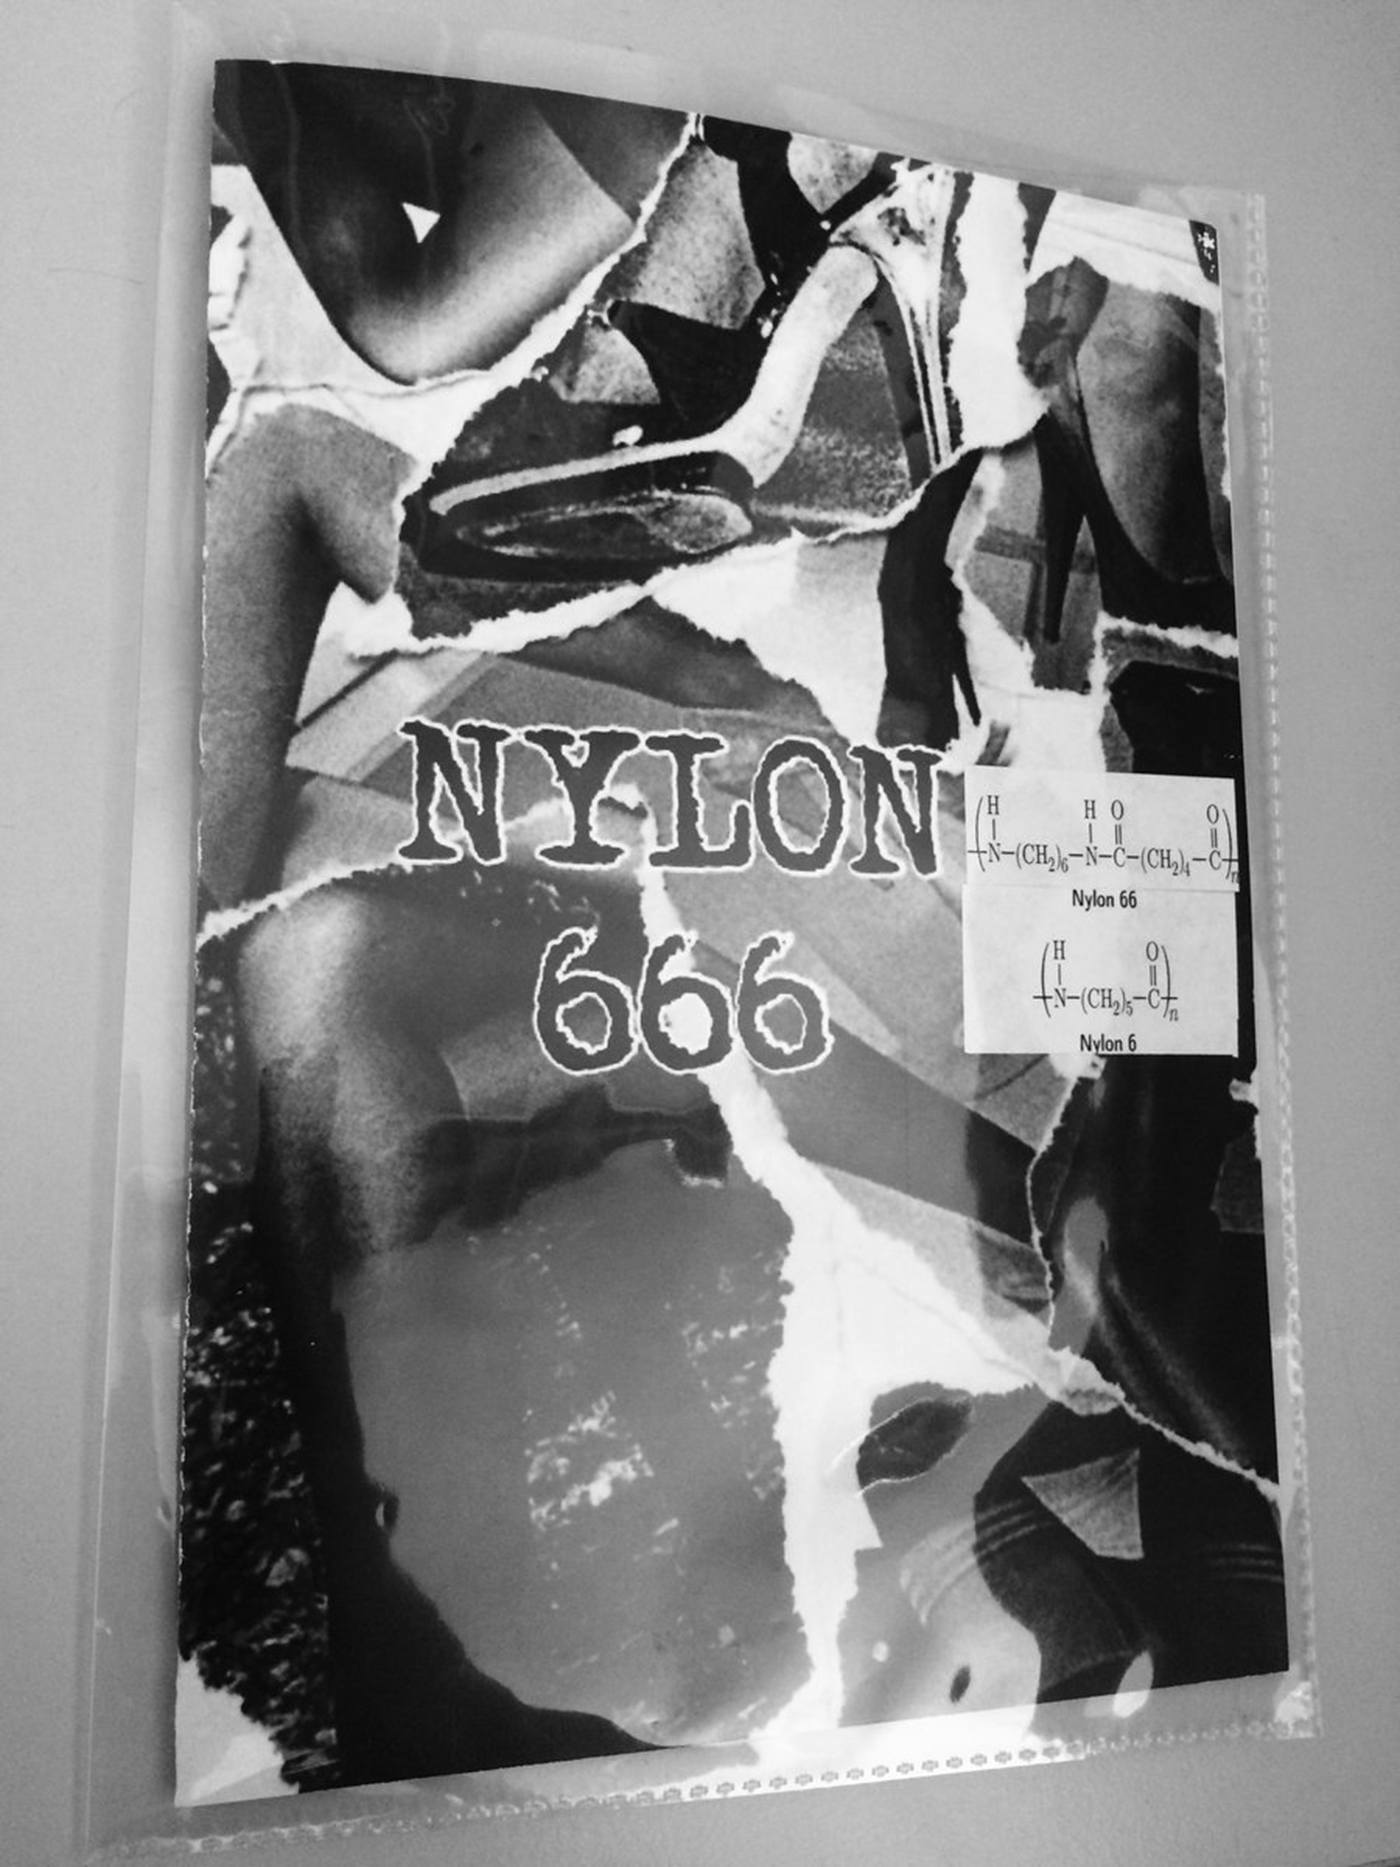 NYLON
666
H H O O
(N–(CH₂)₆–N–C–(CH₂)₄–C)n
Nylon 66
H O
(N–(CH₂)₅–C)n
Nylon 6